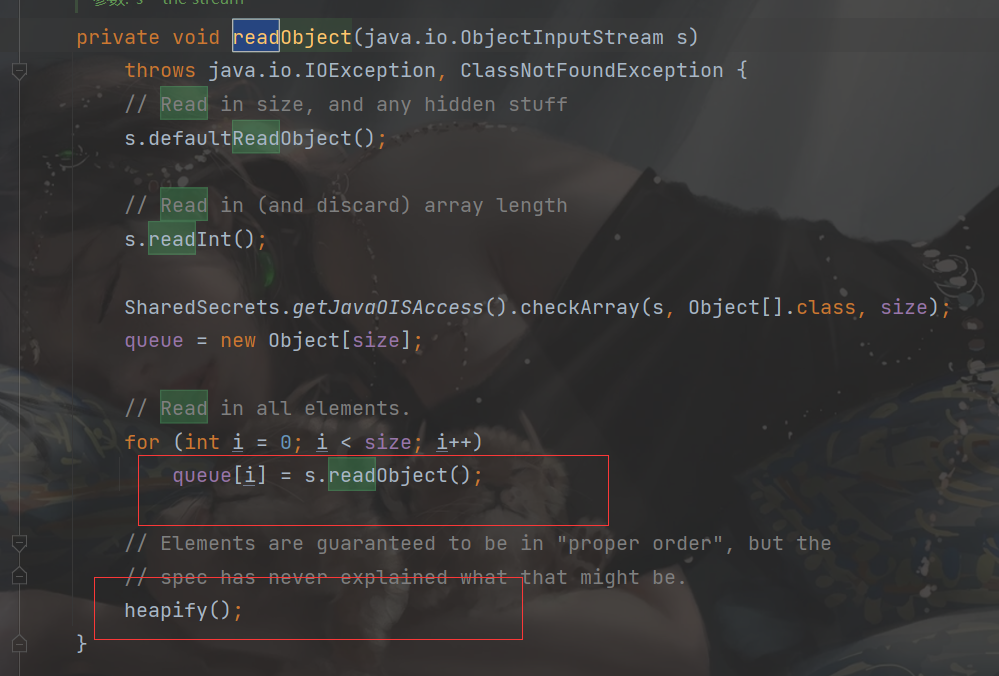 参数: s – the stream
private void readObject(java.io.ObjectInputStream s)
throws java.io.IOException, ClassNotFoundException {
// Read in size, and any hidden stuff
s.defaultReadObject();
// Read in (and discard) array length
s.readInt();
SharedSecrets.getJavaOISAccess().checkArray(s, Object[].class, size);
queue = new Object[size];
// Read in all elements.
for (int i = 0; i < size; i++)
queue[i] = s.readObject();
// Elements are guaranteed to be in "proper order", but the
// spec has never explained what that might be.
heapify();
}